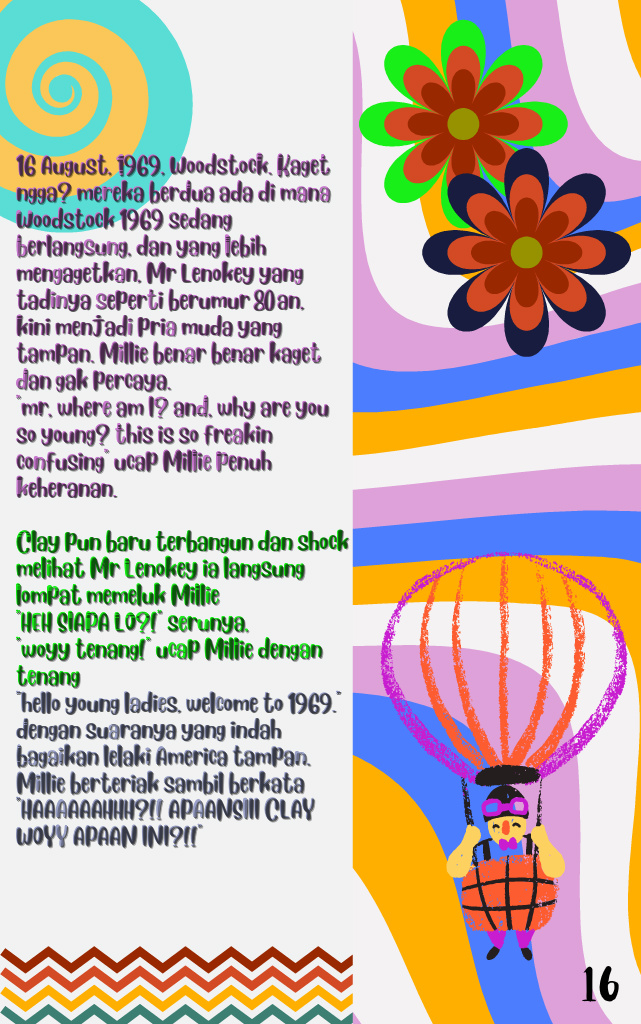 16 August, 1969, Woodstock. Kaget
ngga? mereka berdua ada di mana
woodstock 1969 sedang
berlangsung, dan yang lebih
mengagetkan, Mr Lenokey yang
tadinya seperti berumur 80 an,
kini menjadi pria muda yang
tampan. Millie benar benar kaget
dan gak percaya.
"mr, where am I? and, why are you
so young? this is so freakin
confusing" ucap Millie penuh
keheranan.
Clay pun baru terbangun dan shock
melihat Mr Lenokey ia langsung
lompat memeluk Millie
"HEH SIAPA LO?!" serunya,
"woyy tenang!" ucap Millie dengan
tenang
"hello young ladies, welcome to 1969,"
dengan suaranya yang indah
bagaikan lelaki America tampan,
Millie berteriak sambil berkata
"HAAAAAAHHH?!! APAANSIII CLAY
WOYY APAAN INI?!!"
16